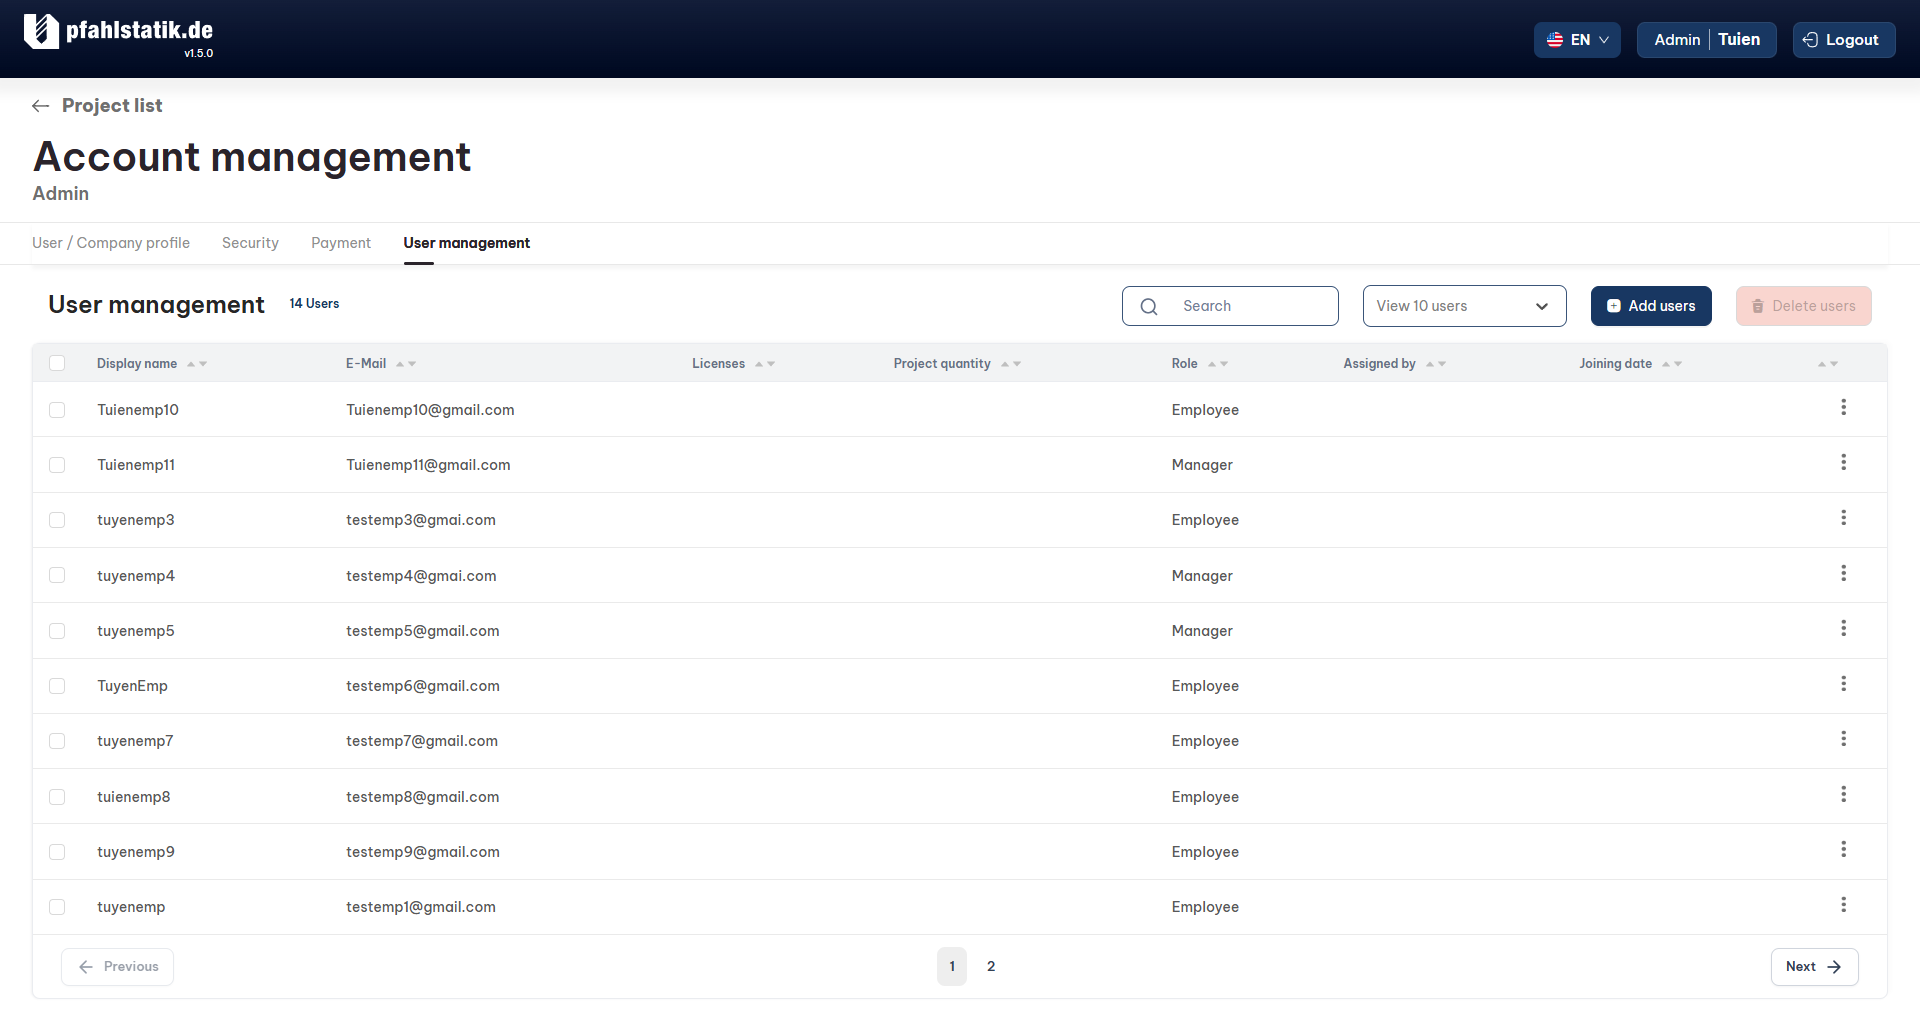 pfahlstatik.de
v1.5.0
EN
Admin | Tuien
Logout
Project list
Account management
Admin
User / Company profile Security Payment User management
User management 14 Users Search View 10 users Add users Delete users
Display name E-Mail Licenses Project quantity Role Assigned by Joining date
Tuienemp10 Tuienemp10@gmail.com Employee
Tuienemp11 Tuienemp11@gmail.com Manager
tuyenemp3 testemp3@gmai.com Employee
tuyenemp4 testemp4@gmai.com Manager
tuyenemp5 testemp5@gmail.com Manager
TuyenEmp testemp6@gmail.com Employee
tuyenemp7 testemp7@gmail.com Employee
tuienemp8 testemp8@gmail.com Employee
tuyenemp9 testemp9@gmail.com Employee
tuyenemp testemp1@gmail.com Employee
Previous 1 2 Next